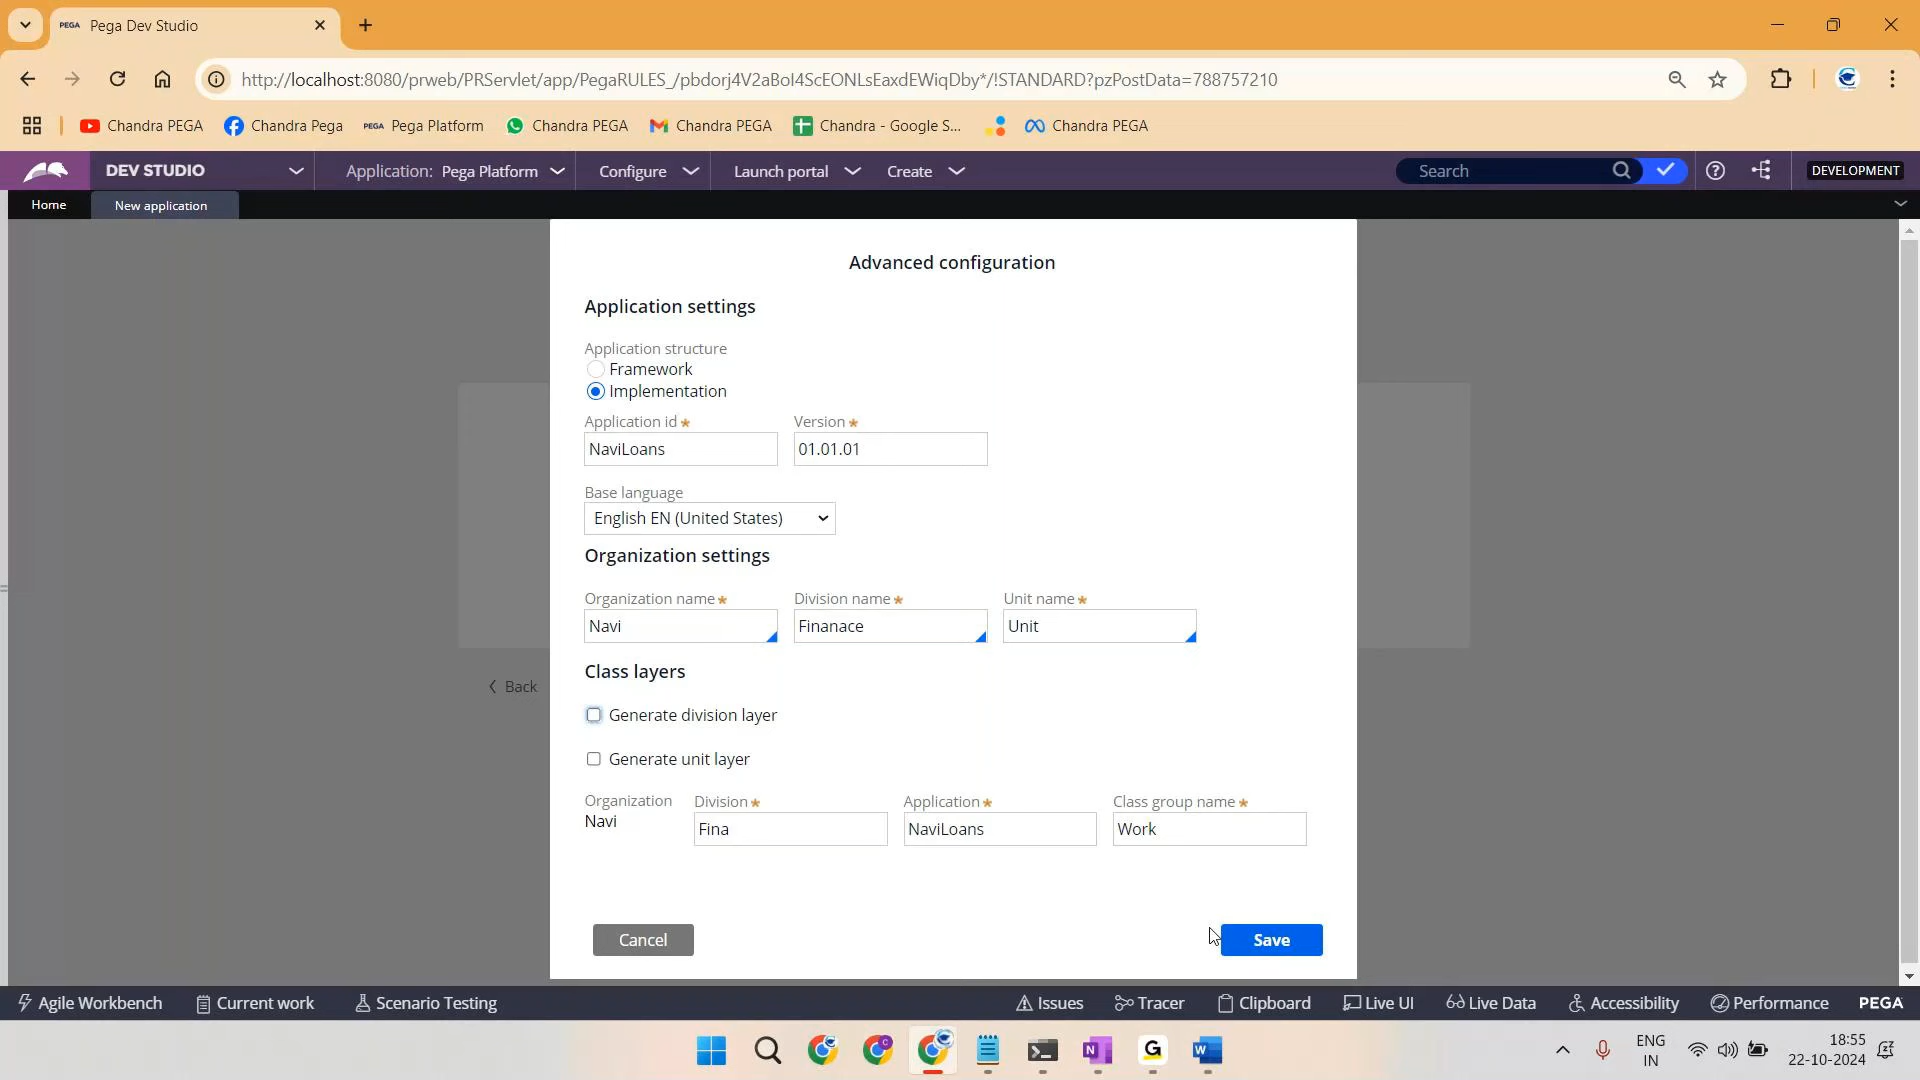 PEGA Pega Dev Studio
http://localhost:8080/prweb/PRServlet/app/PegaRULES_/pbdorj4V2aBoI4ScEONLsEaxdEWiqDby*/!STANDARD?pzPostData=788757210
Chandra PEGA Chandra Pega PEGA Pega Platform Chandra PEGA Chandra PEGA Chandra - Google S... Chandra PEGA
DEV STUDIO Application: Pega Platform Configure Launch portal Create Search DEVELOPMENT
Home New application
Advanced configuration
Application settings
Application structure
Framework
Implementation
Application id * Version *
NaviLoans 01.01.01
Base language
English EN (United States)
Organization settings
Organization name * Division name * Unit name *
Navi Finanace Unit
Class layers
Back
Generate division layer
Generate unit layer
Organization Division * Application * Class group name *
Navi Fina NaviLoans Work
Cancel Save
Agile Workbench Current work Scenario Testing Issues Tracer Clipboard Live UI Live Data Accessibility Performance PEGA
ENG 18:55
IN 22-10-2024